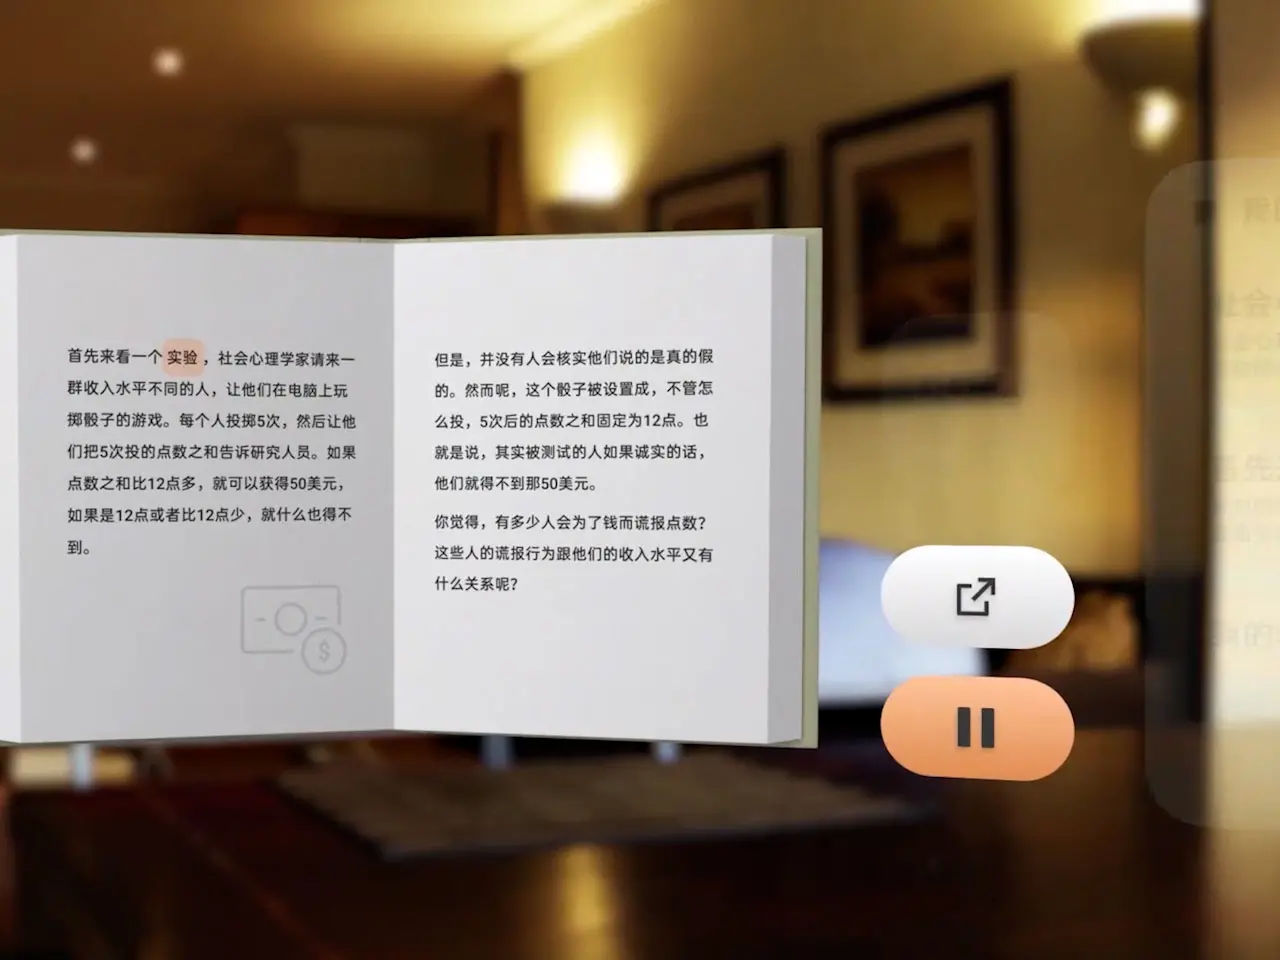 首先来看一个实验，社会心理学家请来一
群收入水平不同的人，让他们在电脑上玩
掷骰子的游戏。每个人投掷5次，然后让他
们把5次投的点数之和告诉研究人员。如果
点数之和比12点多，就可以获得50美元，
如果是12点或者比12点少，就什么也得不
到。
但是，并没有人会核实他们说的是真的假
的。然而呢，这个骰子被设置成，不管怎
么投，5次后的点数之和固定为12点。也
就是说，其实被测试的人如果诚实的话，
他们就得不到那50美元。
你觉得，有多少人会为了钱而谎报点数？
这些人的谎报行为跟他们的收入水平又有
什么关系呢？